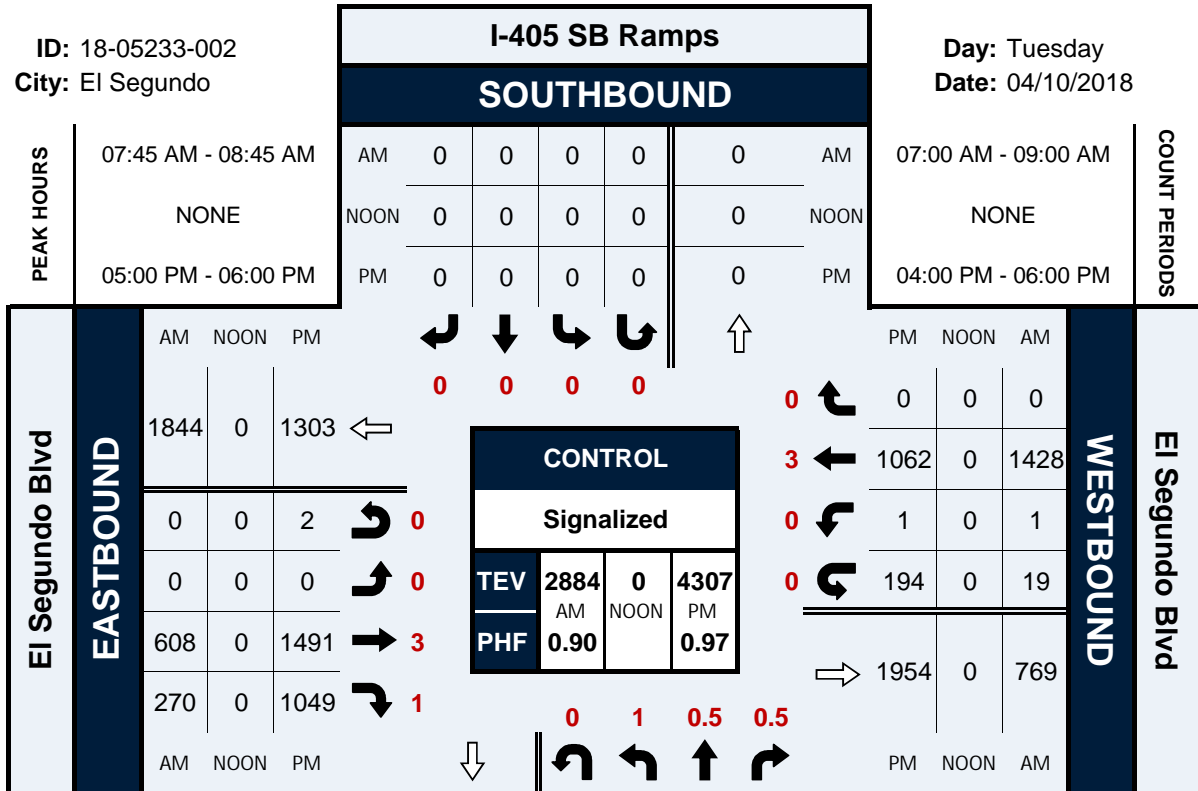 I-405 SB Ramps
ID: 18-05233-002
City: El Segundo
Day: Tuesday
Date: 04/10/2018
SOUTHBOUND
PEAK HOURS
07:45 AM - 08:45 AM
NONE
05:00 PM - 06:00 PM
AM 0 0 0 0 0 AM
NOON 0 0 0 0 0 NOON
PM 0 0 0 0 0 PM
07:00 AM - 09:00 AM
NONE
04:00 PM - 06:00 PM
COUNT PERIODS
0 0 0 0
El Segundo Blvd
EASTBOUND
AM NOON PM
1844 0 1303
0 0 2 0
0 0 0 0
608 0 1491 3
270 0 1049 1
AM NOON PM
CONTROL
Signalized
TEV 2884 0 4307
AM NOON PM
PHF 0.90 0.97
PM NOON AM
0 0 0 0
3 1062 0 1428
0 1 0 1
0 194 0 19
1954 0 769
PM NOON AM
WESTBOUND
El Segundo Blvd
0 1 0.5 0.5